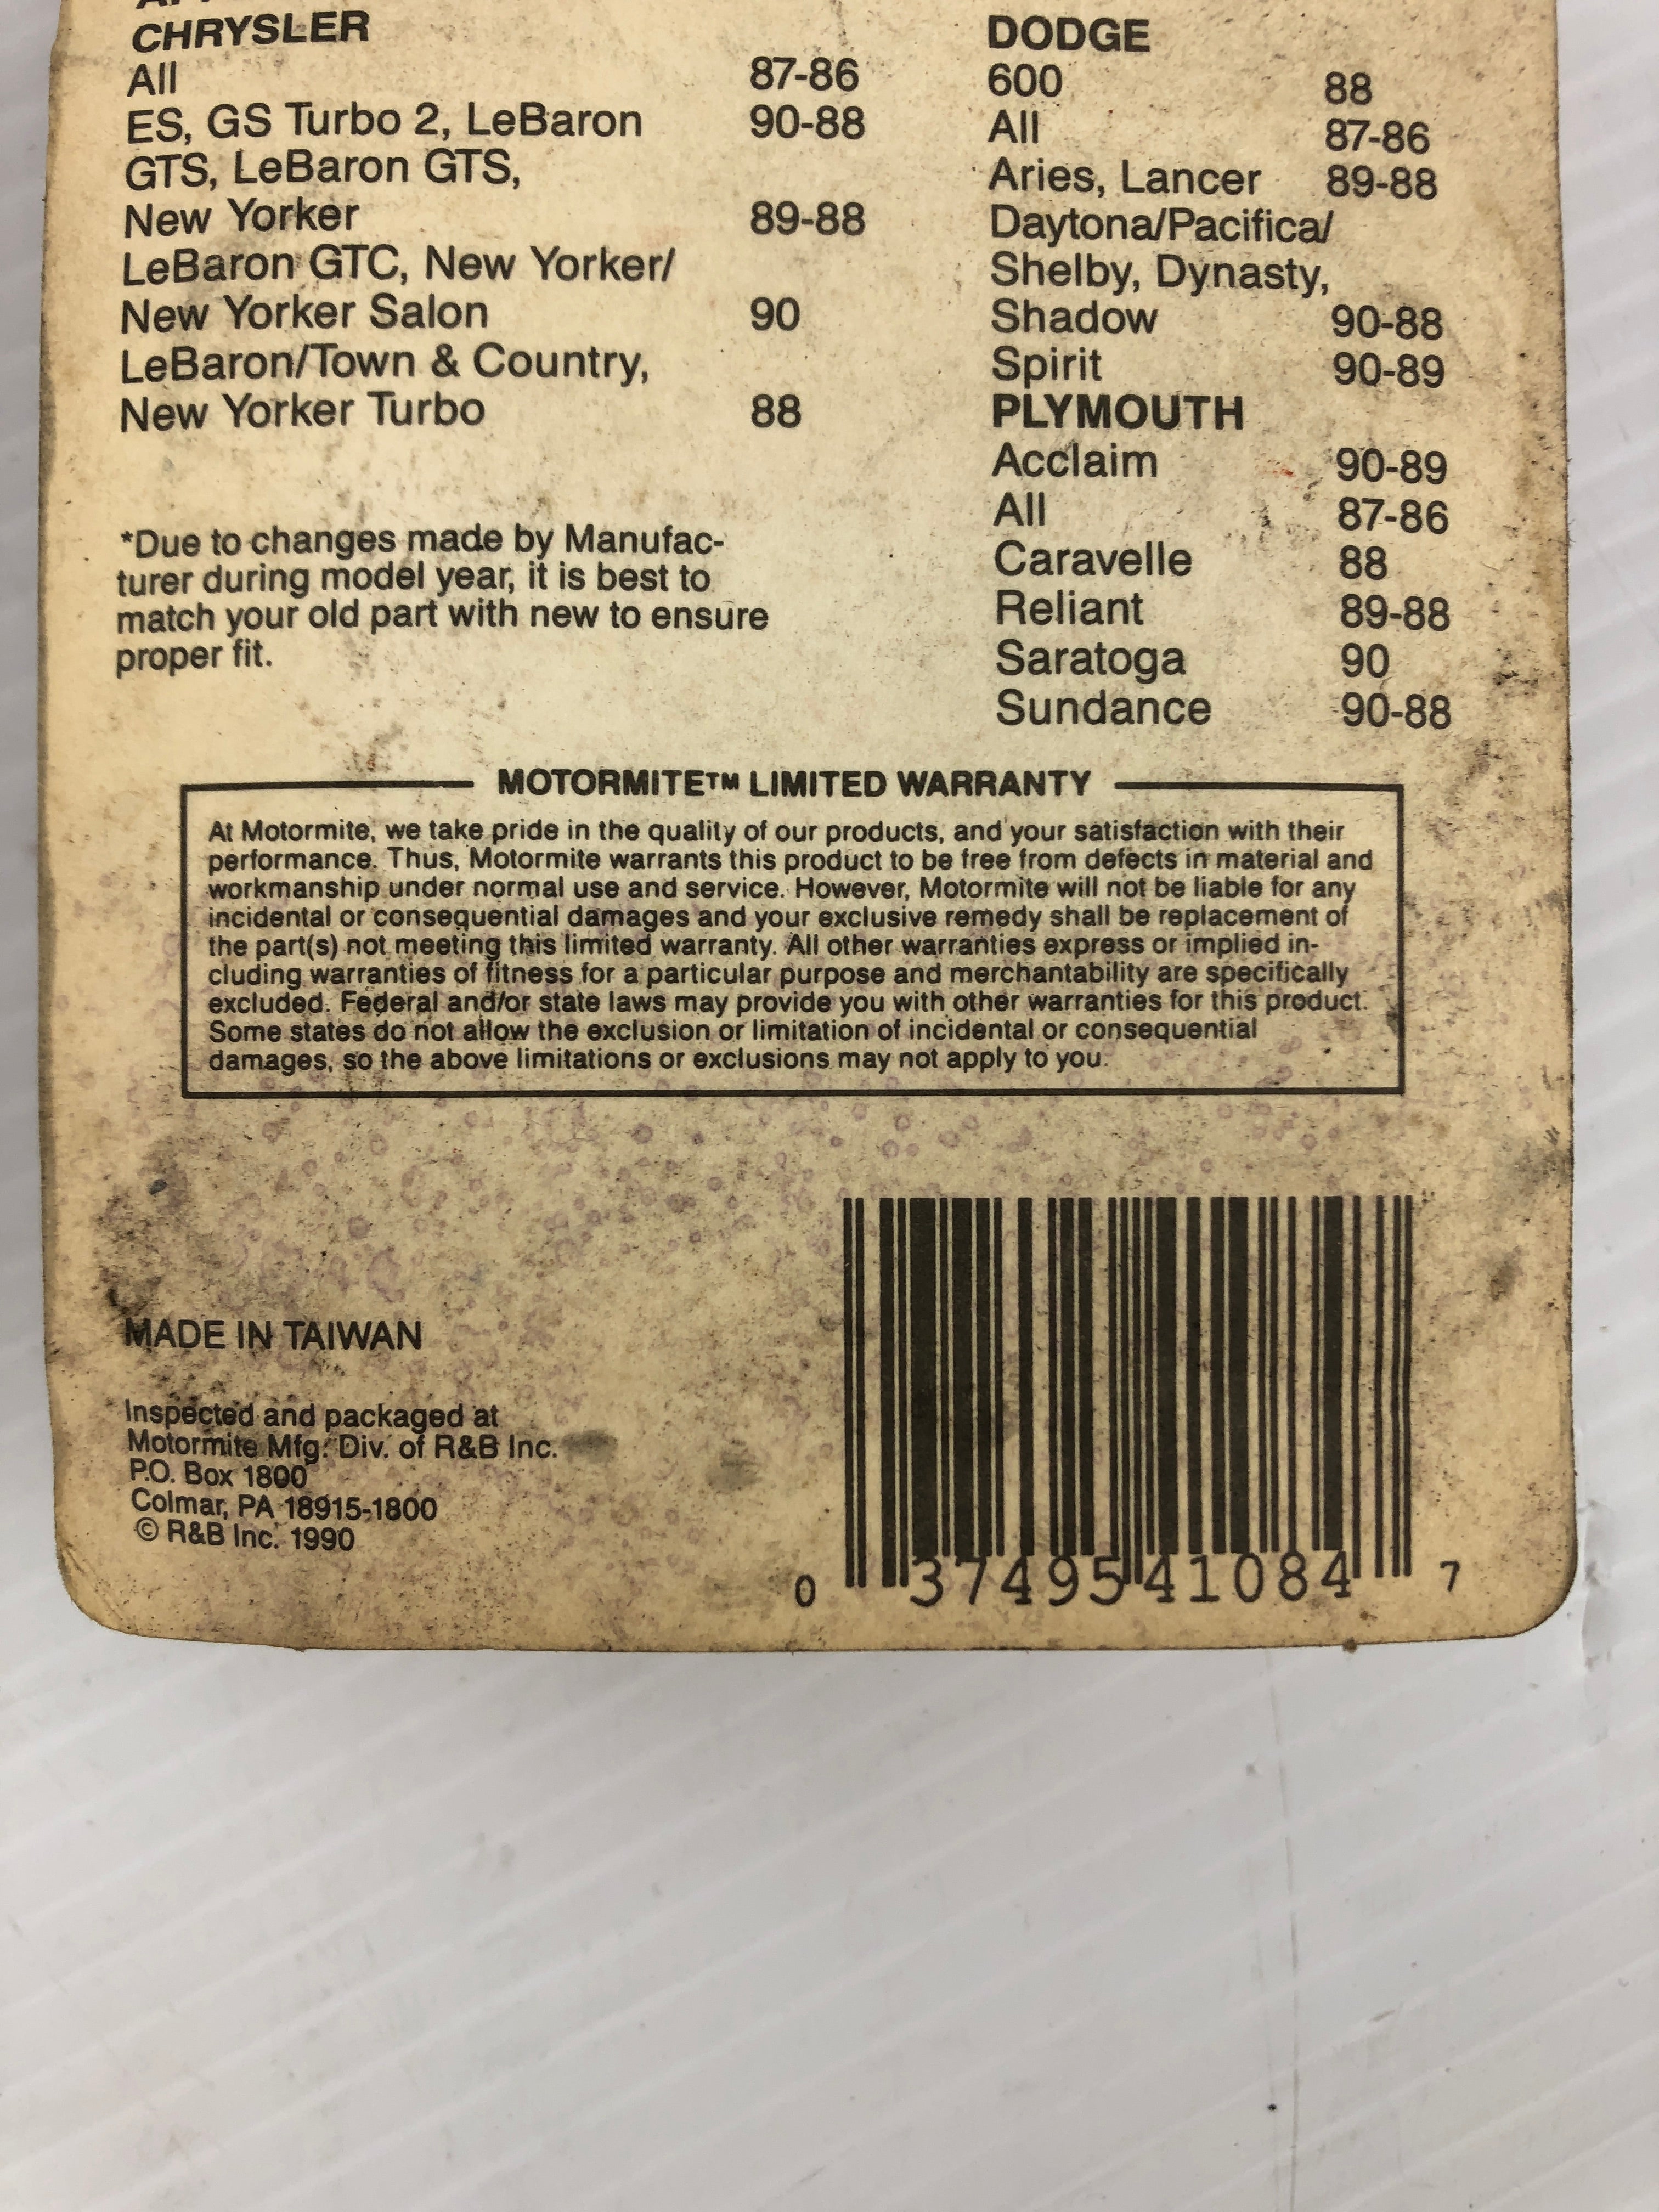 CHRYSLER
All 87-86
ES, GS Turbo 2, LeBaron 90-88
GTS, LeBaron GTS,
New Yorker 89-88
LeBaron GTC, New Yorker/
New Yorker Salon 90
LeBaron/Town & Country,
New Yorker Turbo 88
*Due to changes made by Manufac-
turer during model year, it is best to
match your old part with new to ensure
proper fit.
DODGE
600 88
All 87-86
Aries, Lancer 89-88
Daytona/Pacifica/
Shelby, Dynasty,
Shadow 90-88
Spirit 90-89
PLYMOUTH
Acclaim 90-89
All 87-86
Caravelle 88
Reliant 89-88
Saratoga 90
Sundance 90-88
MOTORMITE™ LIMITED WARRANTY
At Motormite, we take pride in the quality of our products, and your satisfaction with their
performance. Thus, Motormite warrants this product to be free from defects in material and
workmanship under normal use and service. However, Motormite will not be liable for any
incidental or consequential damages and your exclusive remedy shall be replacement of
the part(s) not meeting this limited warranty. All other warranties express or implied in-
cluding warranties of fitness for a particular purpose and merchantability are specifically
excluded. Federal and/or state laws may provide you with other warranties for this product.
Some states do not allow the exclusion or limitation of incidental or consequential
damages, so the above limitations or exclusions may not apply to you.
MADE IN TAIWAN
Inspected and packaged at
Motormite Mfg. Div. of R&B Inc.
P.O. Box 1800
Colmar, PA 18915-1800
© R&B Inc. 1990
0 37495 41084 7